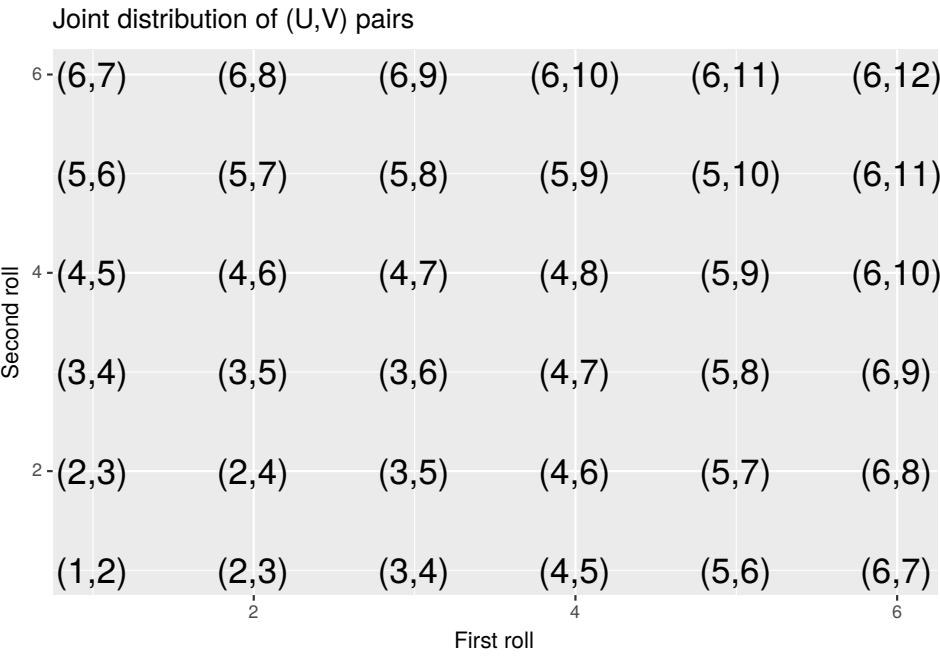 Joint distribution of (U,V) pairs
6 (6,7) (6,8) (6,9) (6,10) (6,11) (6,12)
(5,6) (5,7) (5,8) (5,9) (5,10) (6,11)
4 (4,5) (4,6) (4,7) (4,8) (5,9) (6,10)
Second roll
(3,4) (3,5) (3,6) (4,7) (5,8) (6,9)
2 (2,3) (2,4) (3,5) (4,6) (5,7) (6,8)
(1,2) (2,3) (3,4) (4,5) (5,6) (6,7)
2 4 6
First roll